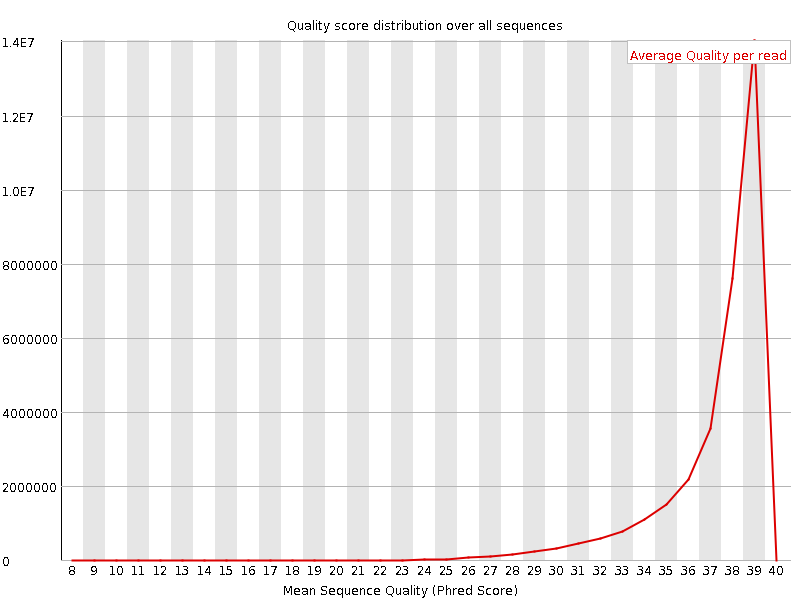 Quality score distribution over all sequences
Average Quality per read
1.4E7
1.2E7
1.0E7
8000000
6000000
4000000
2000000
0
8 9 10 11 12 13 14 15 16 17 18 19 20 21 22 23 24 25 26 27 28 29 30 31 32 33 34 35 36 37 38 39 40
Mean Sequence Quality (Phred Score)